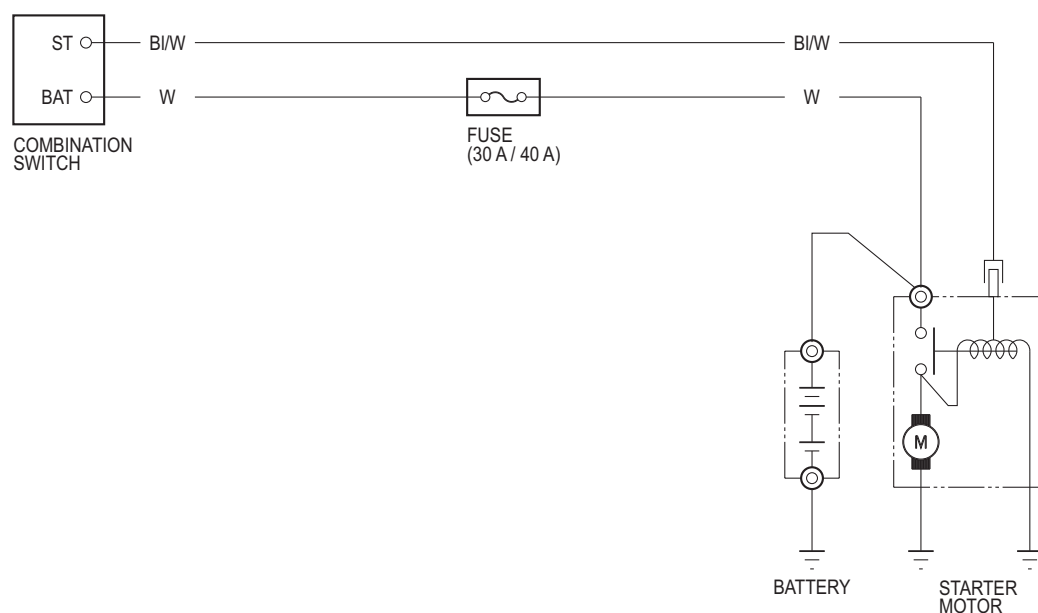 ST
Bl/W
Bl/W
BAT
W
W
COMBINATION
SWITCH
FUSE
(30 A / 40 A)
M
BATTERY
STARTER
MOTOR